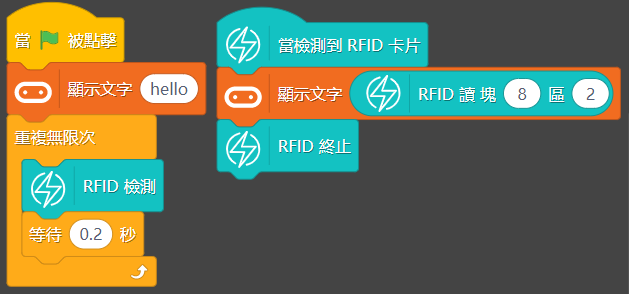 當 被點擊
顯示文字 hello
重複無限次
RFID 檢測
等待 0.2 秒
當檢測到 RFID 卡片
顯示文字 RFID 讀 塊 8 區 2
RFID 終止